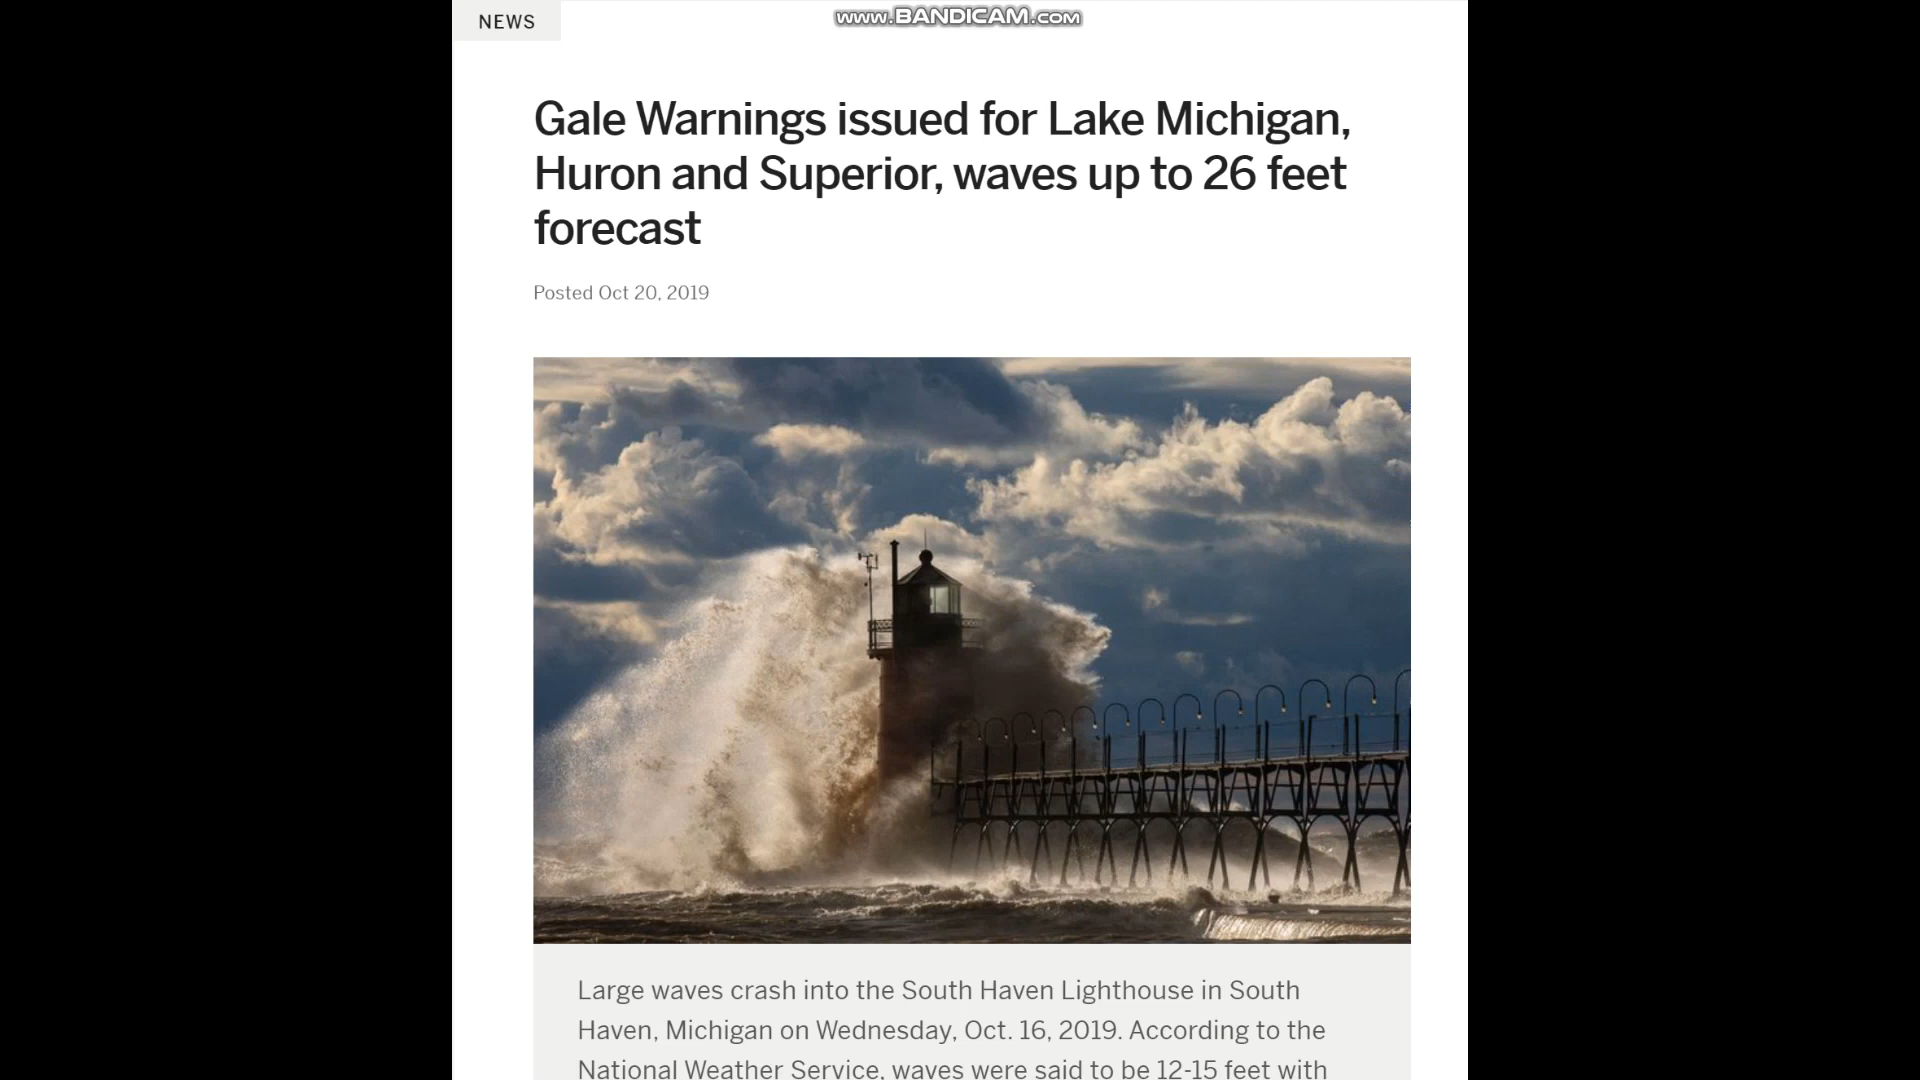 NEWS
www.BANDICAM.com
Gale Warnings issued for Lake Michigan,
Huron and Superior, waves up to 26 feet
forecast
Posted Oct 20, 2019
Large waves crash into the South Haven Lighthouse in South
Haven, Michigan on Wednesday, Oct. 16, 2019. According to the
National Weather Service, waves were said to be 12-15 feet with